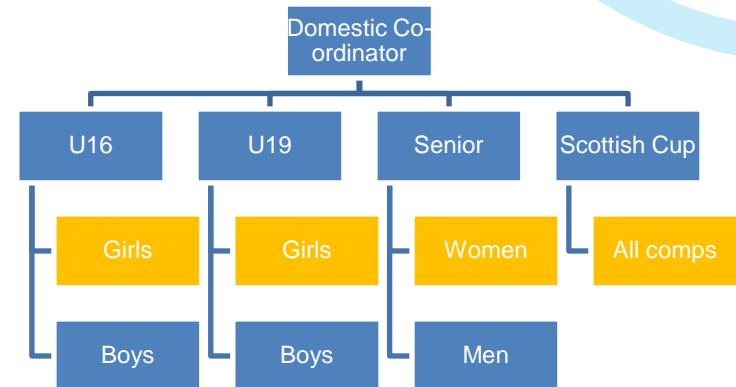 Domestic Co-
ordinator
U16
U19
Senior
Scottish Cup
Girls
Girls
Women
All comps
Boys
Boys
Men